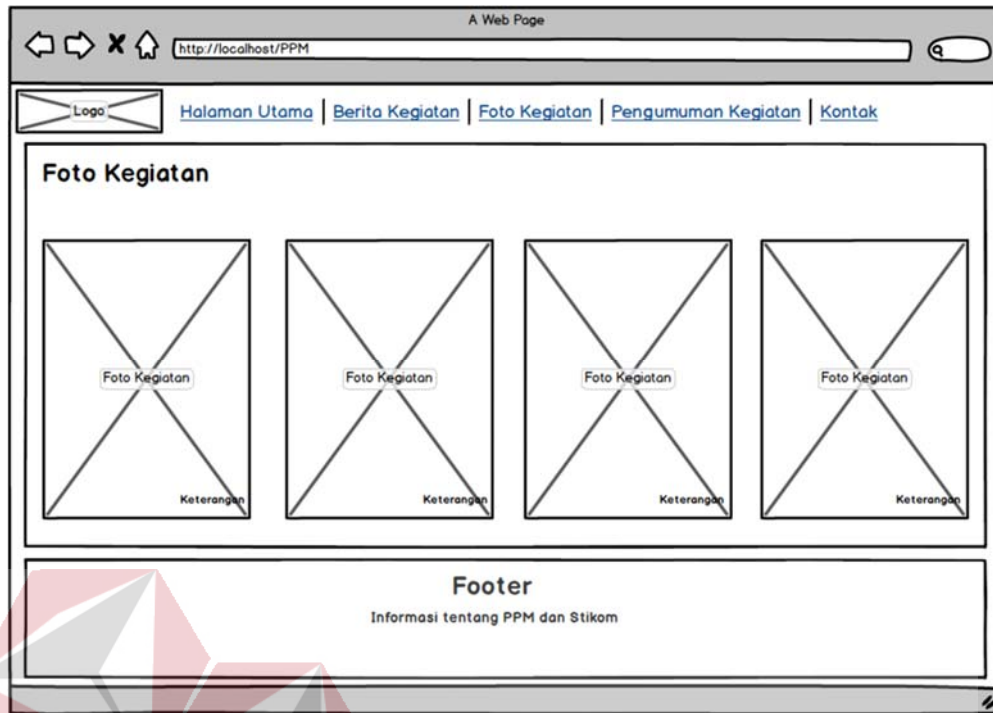 A Web Page
http://localhost/PPM
Logo
Halaman Utama | Berita Kegiatan | Foto Kegiatan | Pengumuman Kegiatan | Kontak
Foto Kegiatan
Foto Kegiatan Foto Kegiatan Foto Kegiatan Foto Kegiatan
Keterangan Keterangan Keterangan Keterangan
Footer
Informasi tentang PPM dan Stikom